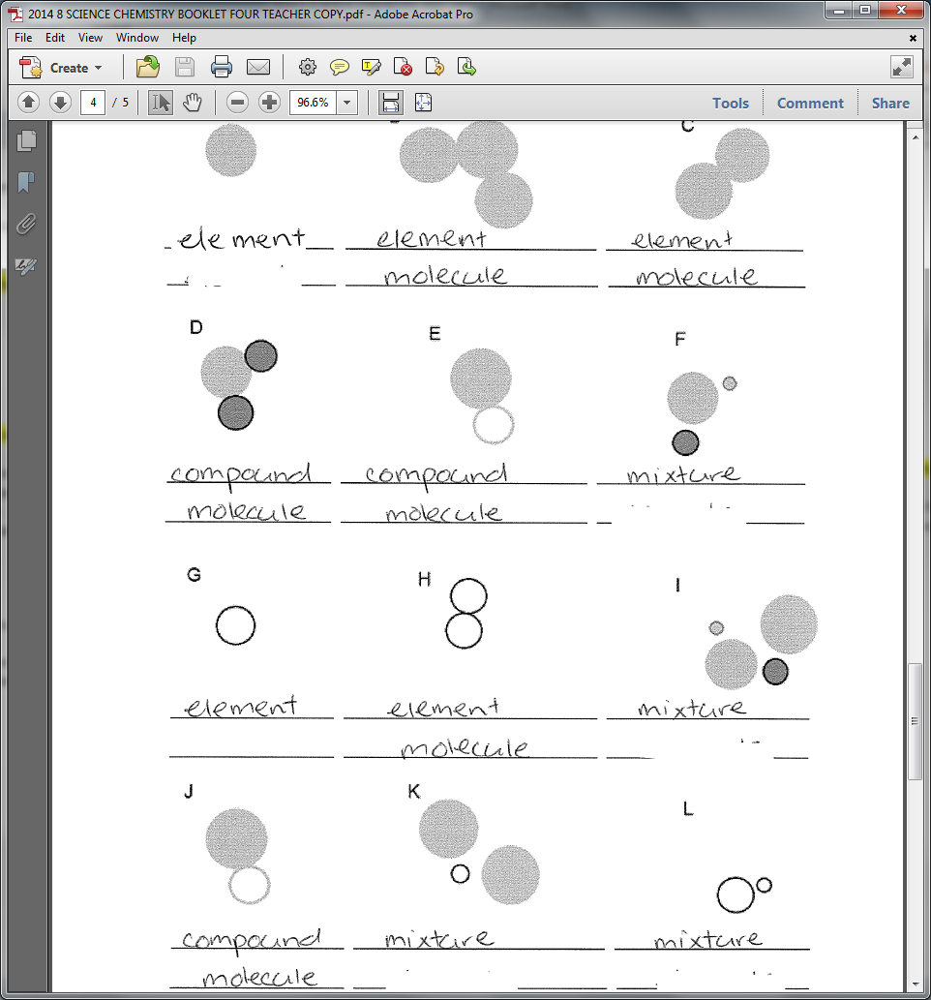 2014 8 SCIENCE CHEMISTRY BOOKLET FOUR TEACHER COPY.pdf - Adobe Acrobat Pro
File Edit View Window Help
Create
4 / 5 96.6% Tools Comment Share
C
element element element
molecule molecule
D E F
compound compound mixture
molecule molecule
G H I
element element mixture
molecule
J K L
compound mixture mixture
molecule